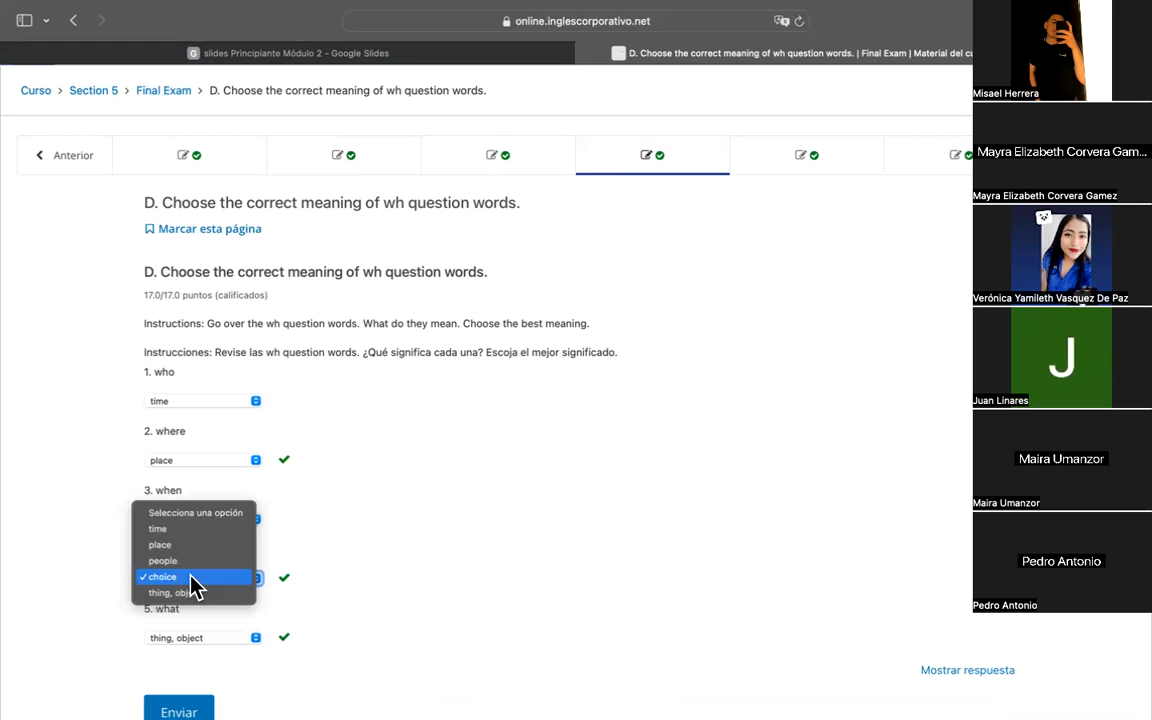 online.inglescorporativo.net
slides Principiante Módulo 2 - Google Slides
D. Choose the correct meaning of wh question words. | Final Exam | Material del cu
Curso > Section 5 > Final Exam > D. Choose the correct meaning of wh question words.
Anterior
D. Choose the correct meaning of wh question words.
Marcar esta página
D. Choose the correct meaning of wh question words.
17.0/17.0 puntos (calificados)
Instructions: Go over the wh question words. What do they mean. Choose the best meaning.
Instrucciones: Revise las wh question words. ¿Qué significa cada una? Escoja el mejor significado.
1. who
time
2. where
place
3. when
Selecciona una opción
time
place
people
choice
thing, obj
5. what
thing, object
Mostrar respuesta
Enviar
Misael Herrera
Mayra Elizabeth Corvera Gam...
Mayra Elizabeth Corvera Gamez
Verónica Yamileth Vasquez De Paz
J
Juan Linares
Maira Umanzor
Maira Umanzor
Pedro Antonio
Pedro Antonio